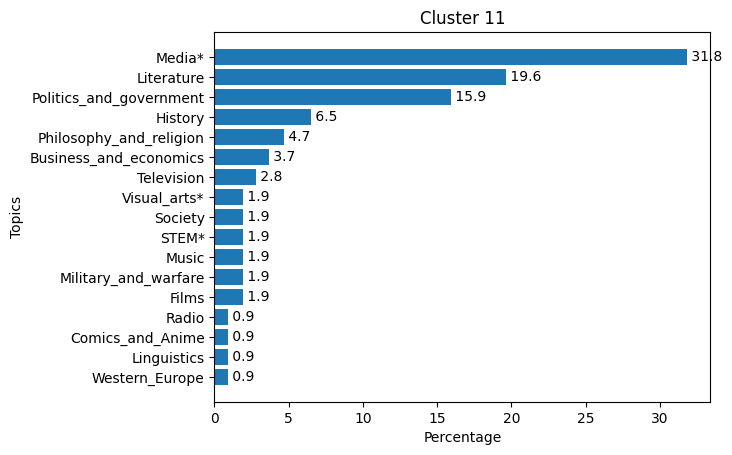 Cluster 11
Media* 31.8
Literature 19.6
Politics_and_government 15.9
History 6.5
Philosophy_and_religion 4.7
Business_and_economics 3.7
Television 2.8
Visual_arts* 1.9
Society 1.9
STEM* 1.9
Music 1.9
Military_and_warfare 1.9
Films 1.9
Radio 0.9
Comics_and_Anime 0.9
Linguistics 0.9
Western_Europe 0.9
Topics
0 5 10 15 20 25 30
Percentage